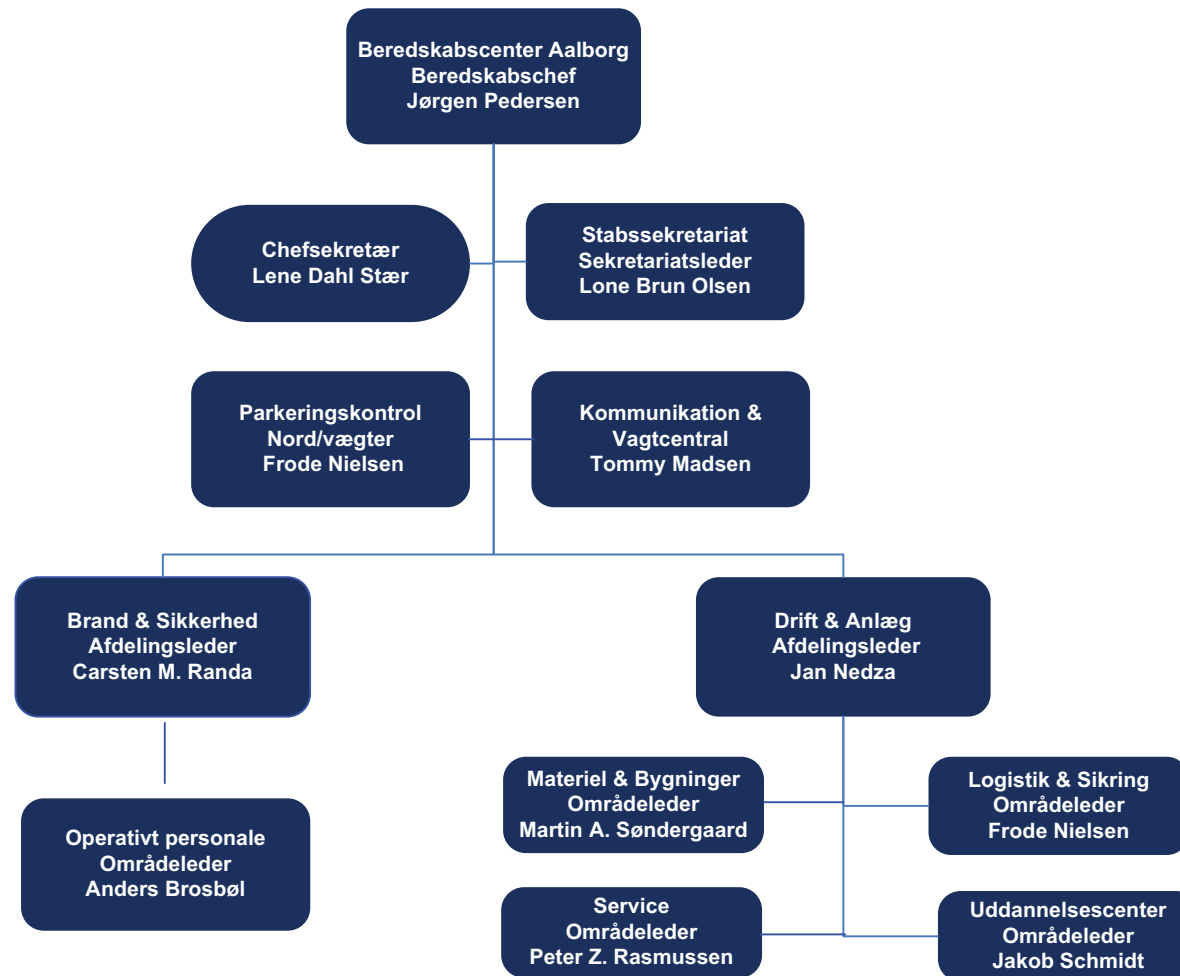 Beredskabscenter Aalborg
Beredskabschef
Jørgen Pedersen
Chefsekretær
Lene Dahl Stær
Stabssekretariat
Sekretariatsleder
Lone Brun Olsen
Parkeringskontrol
Nord/vægter
Frode Nielsen
Kommunikation &
Vagtcentral
Tommy Madsen
Brand & Sikkerhed
Afdelingsleder
Carsten M. Randa
Drift & Anlæg
Afdelingsleder
Jan Nedza
Operativt personale
Områdeleder
Anders Brosbøl
Materiel & Bygninger
Områdeleder
Martin A. Søndergaard
Logistik & Sikring
Områdeleder
Frode Nielsen
Service
Områdeleder
Peter Z. Rasmussen
Uddannelsescenter
Områdeleder
Jakob Schmidt